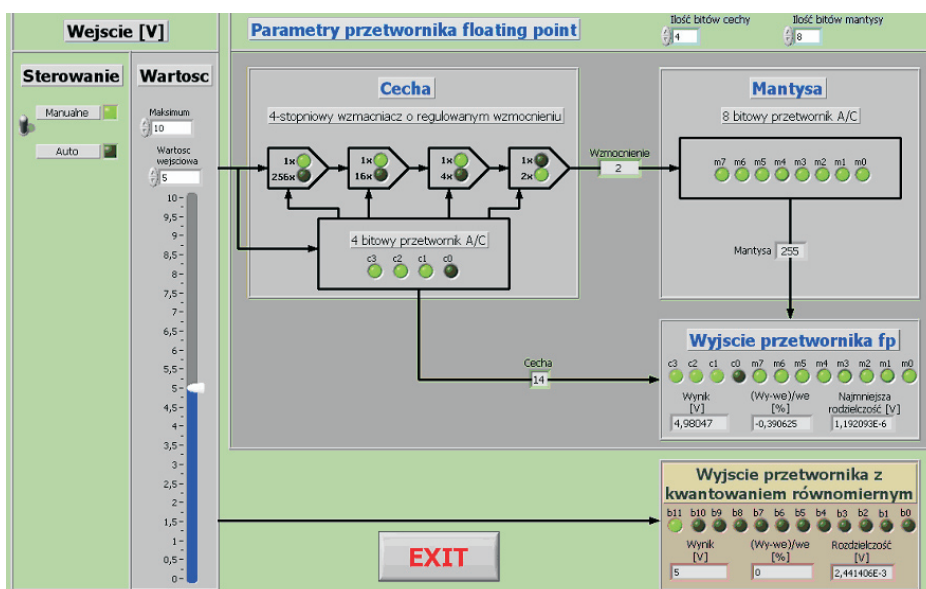 Wejscie [V]
Parametry przetwornika floating point
Ilość bitów cechy
4
Ilość bitów mantysy
8
Sterowanie
Manualne
Auto
Wartosc
Maksimum
10
Wartosc
wejsciowa
5
10
9,5
9
8,5
8
7,5
7
6,5
6
5,5
5
4,5
4
3,5
3
2,5
2
1,5
1
0,5
0
Cecha
4-stopniowy wzmacniacz o regulowanym wzmocnieniu
1x
256x
1x
16x
1x
4x
1x
2x
4 bitowy przetwornik A/C
c3 c2 c1 c0
Wzmocnienie
2
Mantysa
8 bitowy przetwornik A/C
m7 m6 m5 m4 m3 m2 m1 m0
Mantysa 255
Cecha
14
Wyjscie przetwornika fp
c3 c2 c1 c0 m7 m6 m5 m4 m3 m2 m1 m0
Wynik
[V]
4,98047
(Wy-we)/we
[%]
-0,390625
Najmniejsza
rodzielczość [V]
1,192093E-6
Wyjscie przetwornika z
kwantowaniem równomiernym
b11 b10 b9 b8 b7 b6 b5 b4 b3 b2 b1 b0
Wynik
[V]
5
(Wy-we)/we
[%]
0
Rozdzielczość
[V]
2,441406E-3
EXIT